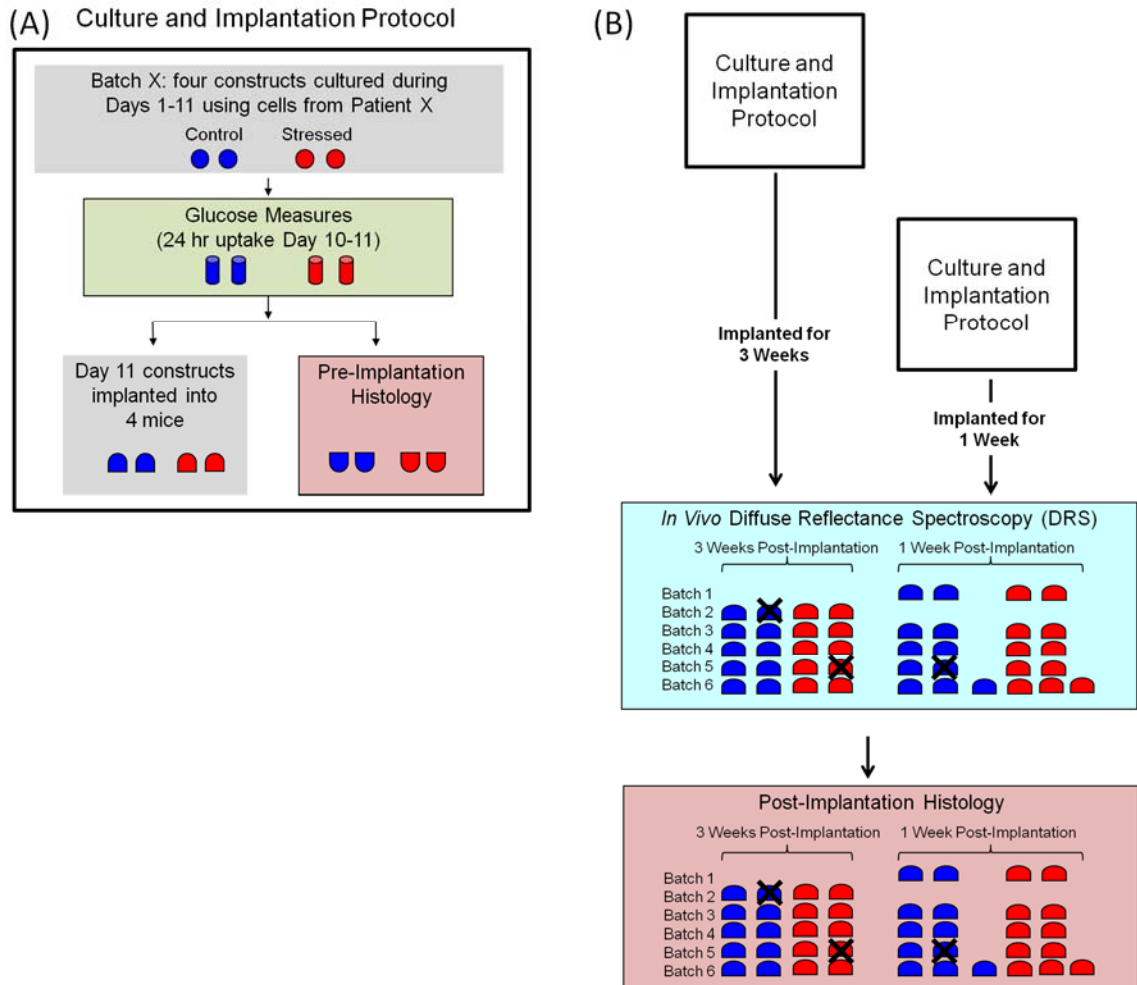 (A)
Culture and Implantation Protocol
Batch X: four constructs cultured during
Days 1-11 using cells from Patient X
Control
Stressed
Glucose Measures
(24 hr uptake Day 10-11)
Day 11 constructs
implanted into
4 mice
Pre-Implantation
Histology
(B)
Culture and
Implantation
Protocol
Culture and
Implantation
Protocol
Implanted for
3 Weeks
Implanted for
1 Week
In Vivo Diffuse Reflectance Spectroscopy (DRS)
3 Weeks Post-Implantation
1 Week Post-Implantation
Batch 1
Batch 2
Batch 3
Batch 4
Batch 5
Batch 6
Post-Implantation Histology
3 Weeks Post-Implantation
1 Week Post-Implantation
Batch 1
Batch 2
Batch 3
Batch 4
Batch 5
Batch 6